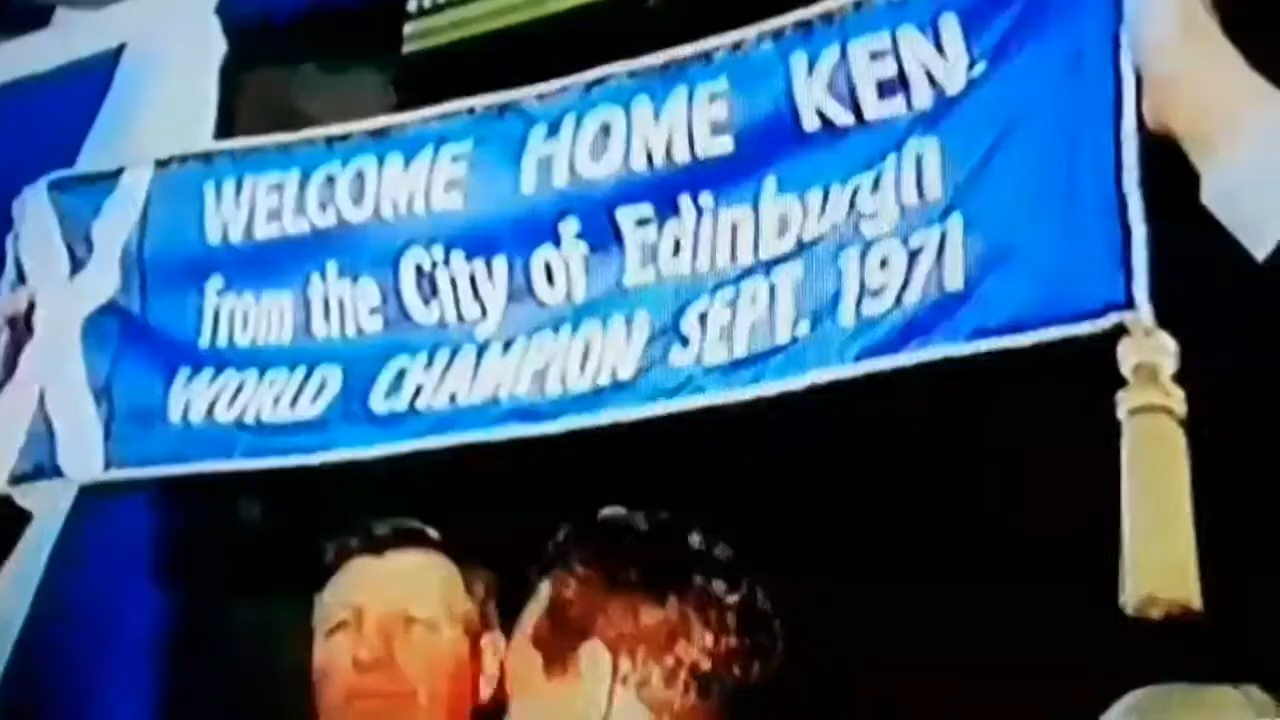 WELCOME HOME KEN.
from the City of Edinburgh
WORLD CHAMPION SEPT. 1971